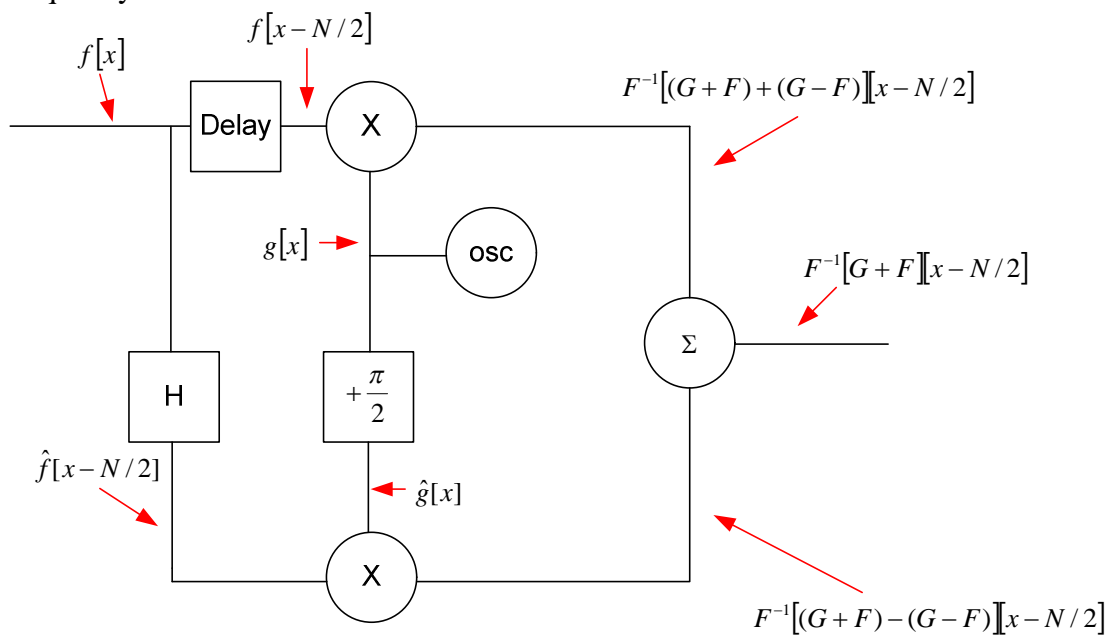 f[x−N/2]
f[x]
F⁻¹[(G+F)+(G−F)][x−N/2]
Delay
X
g[x]
osc
F⁻¹[G+F][x−N/2]
Σ
H
+π/2
f̂[x−N/2]
ĝ[x]
X
F⁻¹[(G+F)−(G−F)][x−N/2]